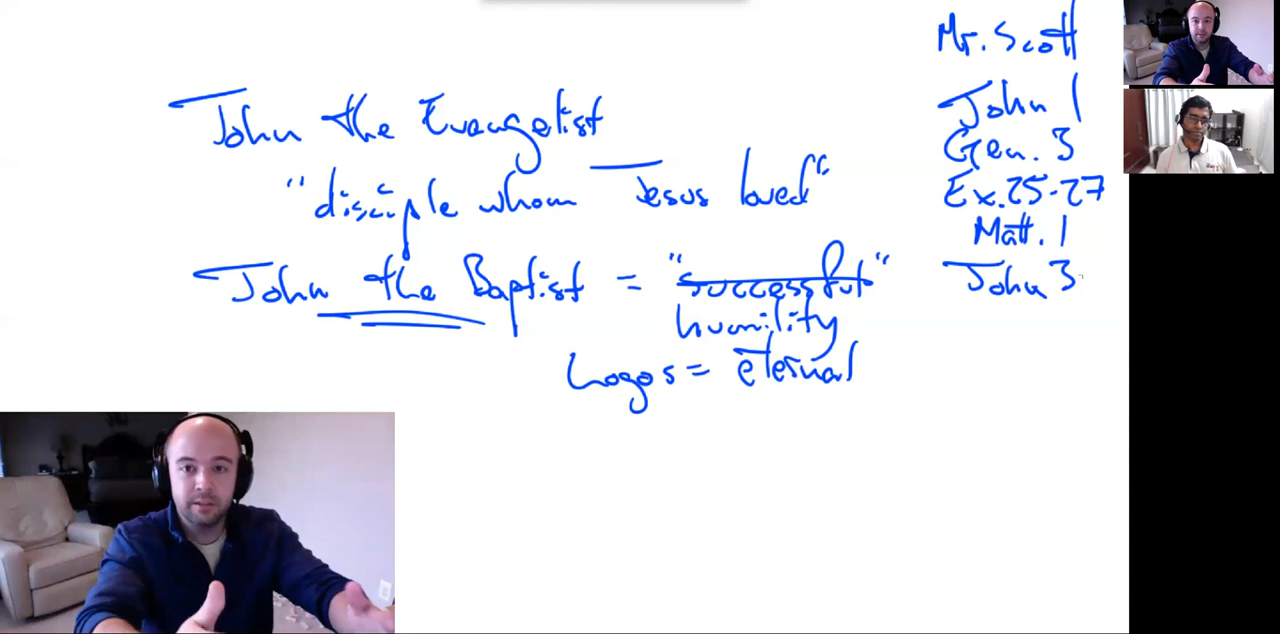 John the Evangelist
"disciple whom Jesus loved"
John the Baptist = "successful"
humility
Logos = eternal
Mr. Scott
John 1
Gen. 3
Ex. 25-27
Matt. 1
John 3